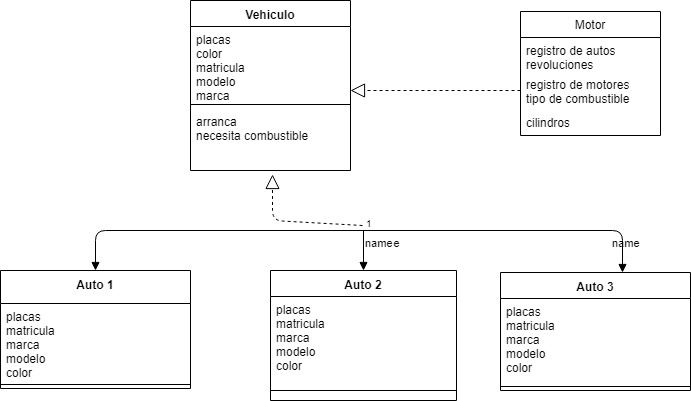 Vehiculo
placas
color
matricula
modelo
marca
arranca
necesita combustible
Motor
registro de autos
revoluciones
registro de motores
tipo de combustible
cilindros
1
namee
name
Auto 1
placas
matricula
marca
modelo
color
Auto 2
placas
matricula
marca
modelo
color
Auto 3
placas
matricula
marca
modelo
color